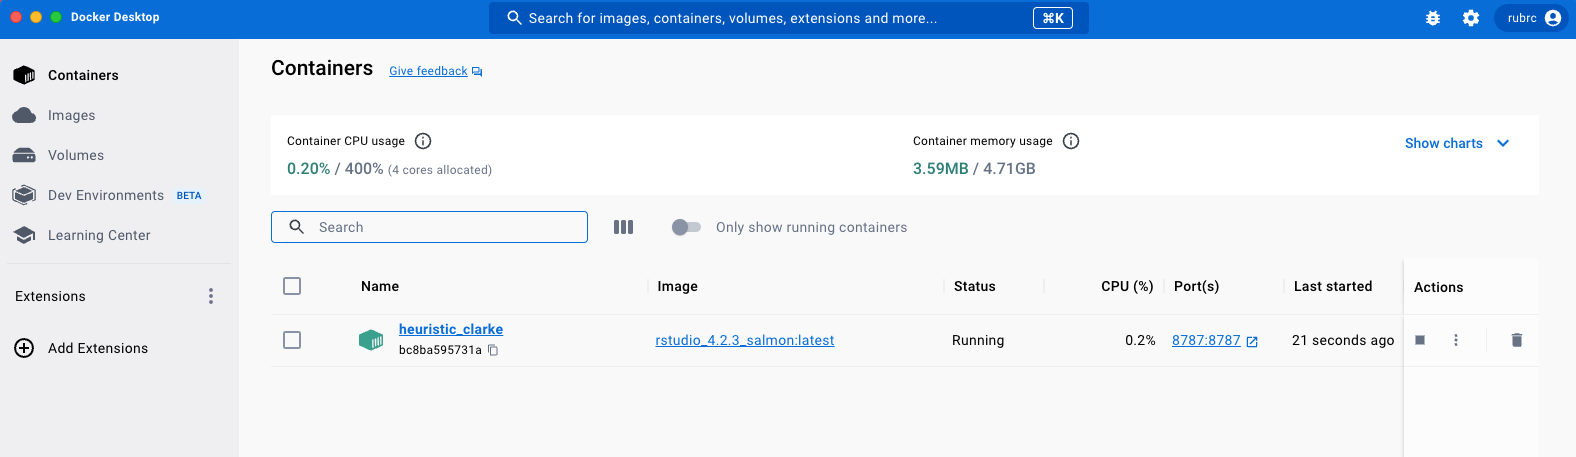 Docker Desktop
Search for images, containers, volumes, extensions and more...
⌘K
rubrc
Containers
Images
Volumes
Dev Environments BETA
Learning Center
Extensions
Add Extensions
Containers Give feedback
Container CPU usage
0.20% / 400% (4 cores allocated)
Container memory usage
3.59MB / 4.71GB
Show charts
Search
Only show running containers
Name Image Status CPU (%) Port(s) Last started Actions
heuristic_clarke
bc8ba595731a
rstudio_4.2.3_salmon:latest Running 0.2% 8787:8787 21 seconds ago